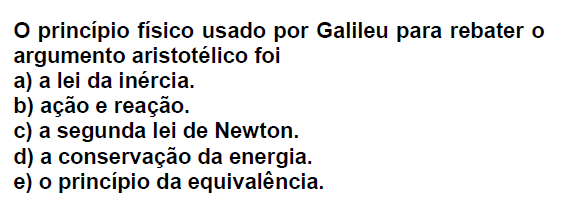 O princípio físico usado por Galileu para rebater o
argumento aristotélico foi
a) a lei da inércia.
b) ação e reação.
c) a segunda lei de Newton.
d) a conservação da energia.
e) o princípio da equivalência.